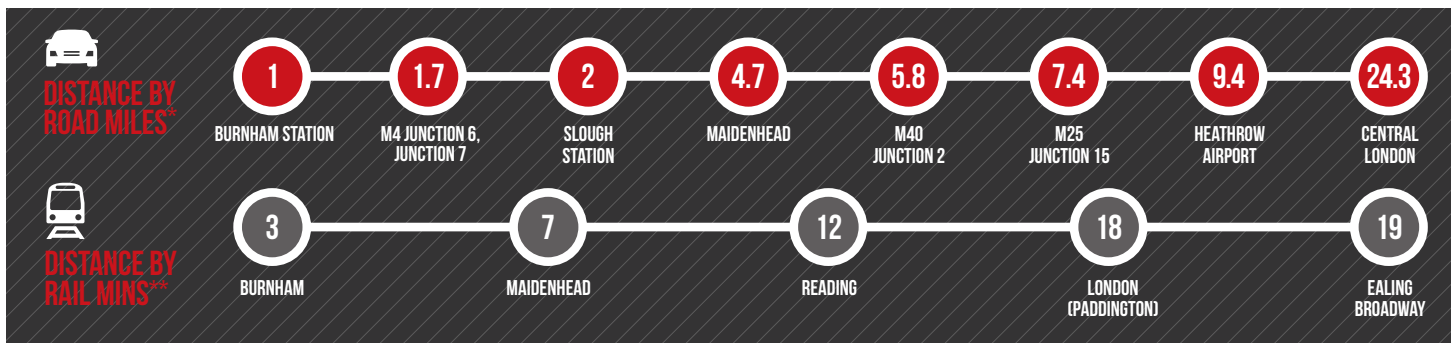 DISTANCE BY
ROAD MILES*
1
BURNHAM STATION
1.7
M4 JUNCTION 6,
JUNCTION 7
2
SLOUGH
STATION
4.7
MAIDENHEAD
5.8
M40
JUNCTION 2
7.4
M25
JUNCTION 15
9.4
HEATHROW
AIRPORT
24.3
CENTRAL
LONDON
DISTANCE BY
RAIL MINS**
3
BURNHAM
7
MAIDENHEAD
12
READING
18
LONDON
(PADDINGTON)
19
EALING
BROADWAY